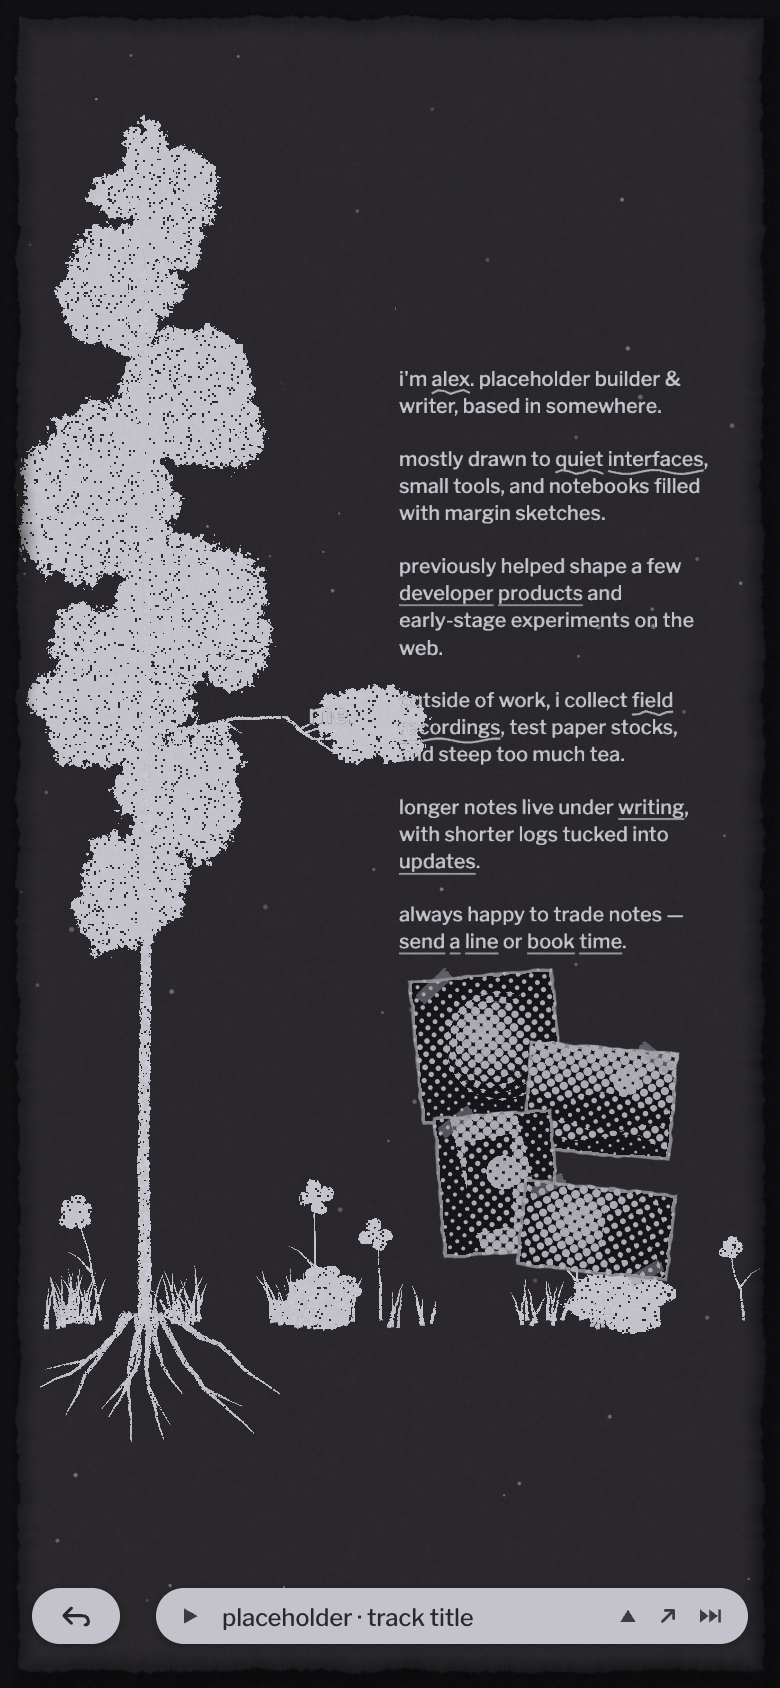 i'm alex. placeholder builder &
writer, based in somewhere.
mostly drawn to quiet interfaces,
small tools, and notebooks filled
with margin sketches.
previously helped shape a few
developer products and
early-stage experiments on the
web.
outside of work, i collect field
recordings, test paper stocks,
and steep too much tea.
longer notes live under writing,
with shorter logs tucked into
updates.
always happy to trade notes —
send a line or book time.
placeholder · track title